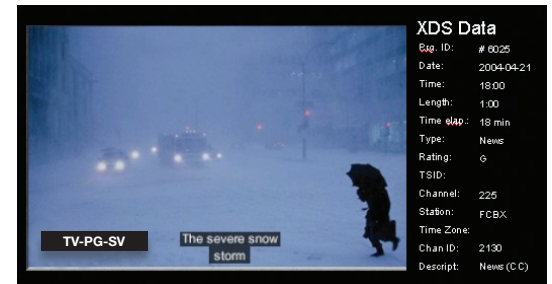 XDS Data
Prg. ID: # 6025
Date: 2004-04-21
Time: 18:00
Length: 1:00
Time elap.: 18 min
Type: News
Rating: G
TSID:
Channel: 225
Station: FCBX
Time Zone:
Chan ID: 2130
Descript: News (CC)
TV-PG-SV
The severe snow
storm